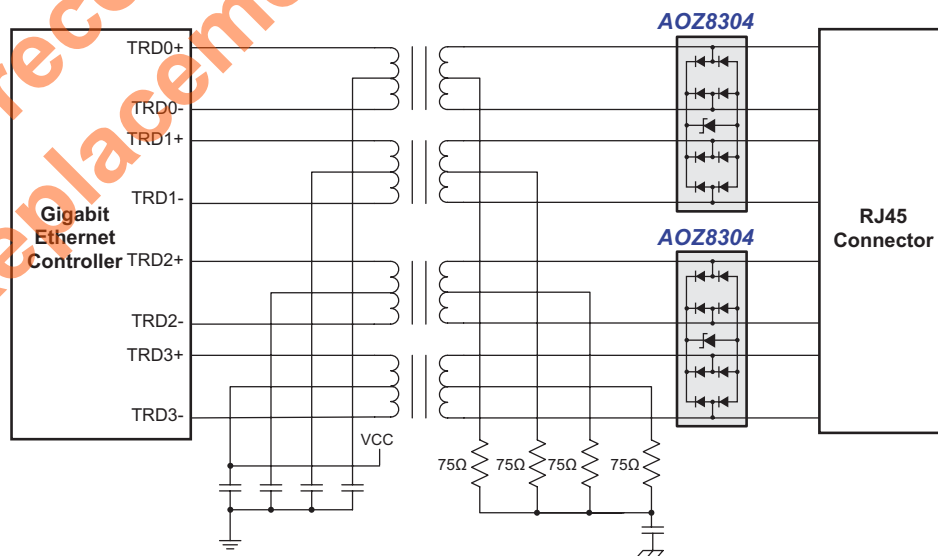 AOZ8304
TRD0+
TRD0-
TRD1+
TRD1-
Gigabit
Ethernet
Controller
TRD2+
TRD2-
TRD3+
TRD3-
VCC
AOZ8304
RJ45
Connector
75Ω
75Ω
75Ω
75Ω